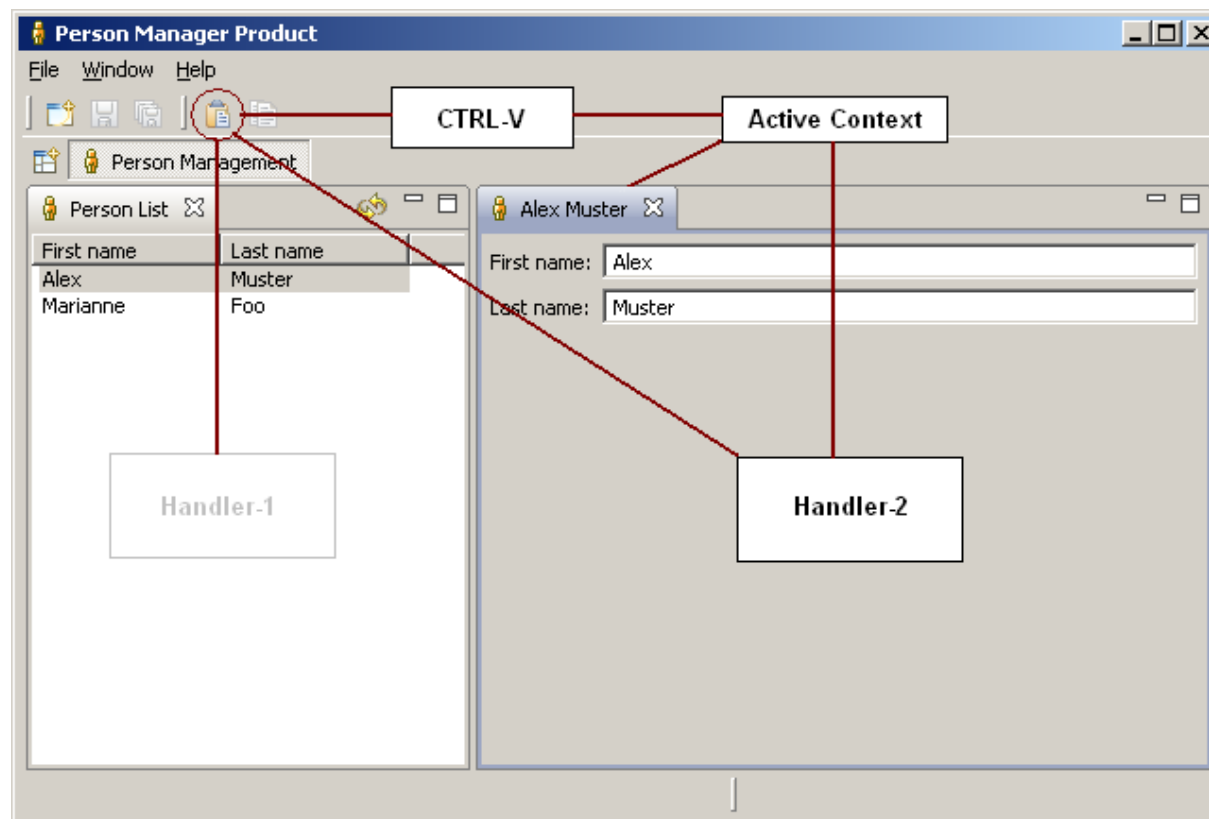 Person Manager Product
File Window Help
CTRL-V
Active Context
Person Management
Person List
Alex Muster
First name Last name
Alex Muster
Marianne Foo
First name: Alex
Last name: Muster
Handler-1
Handler-2